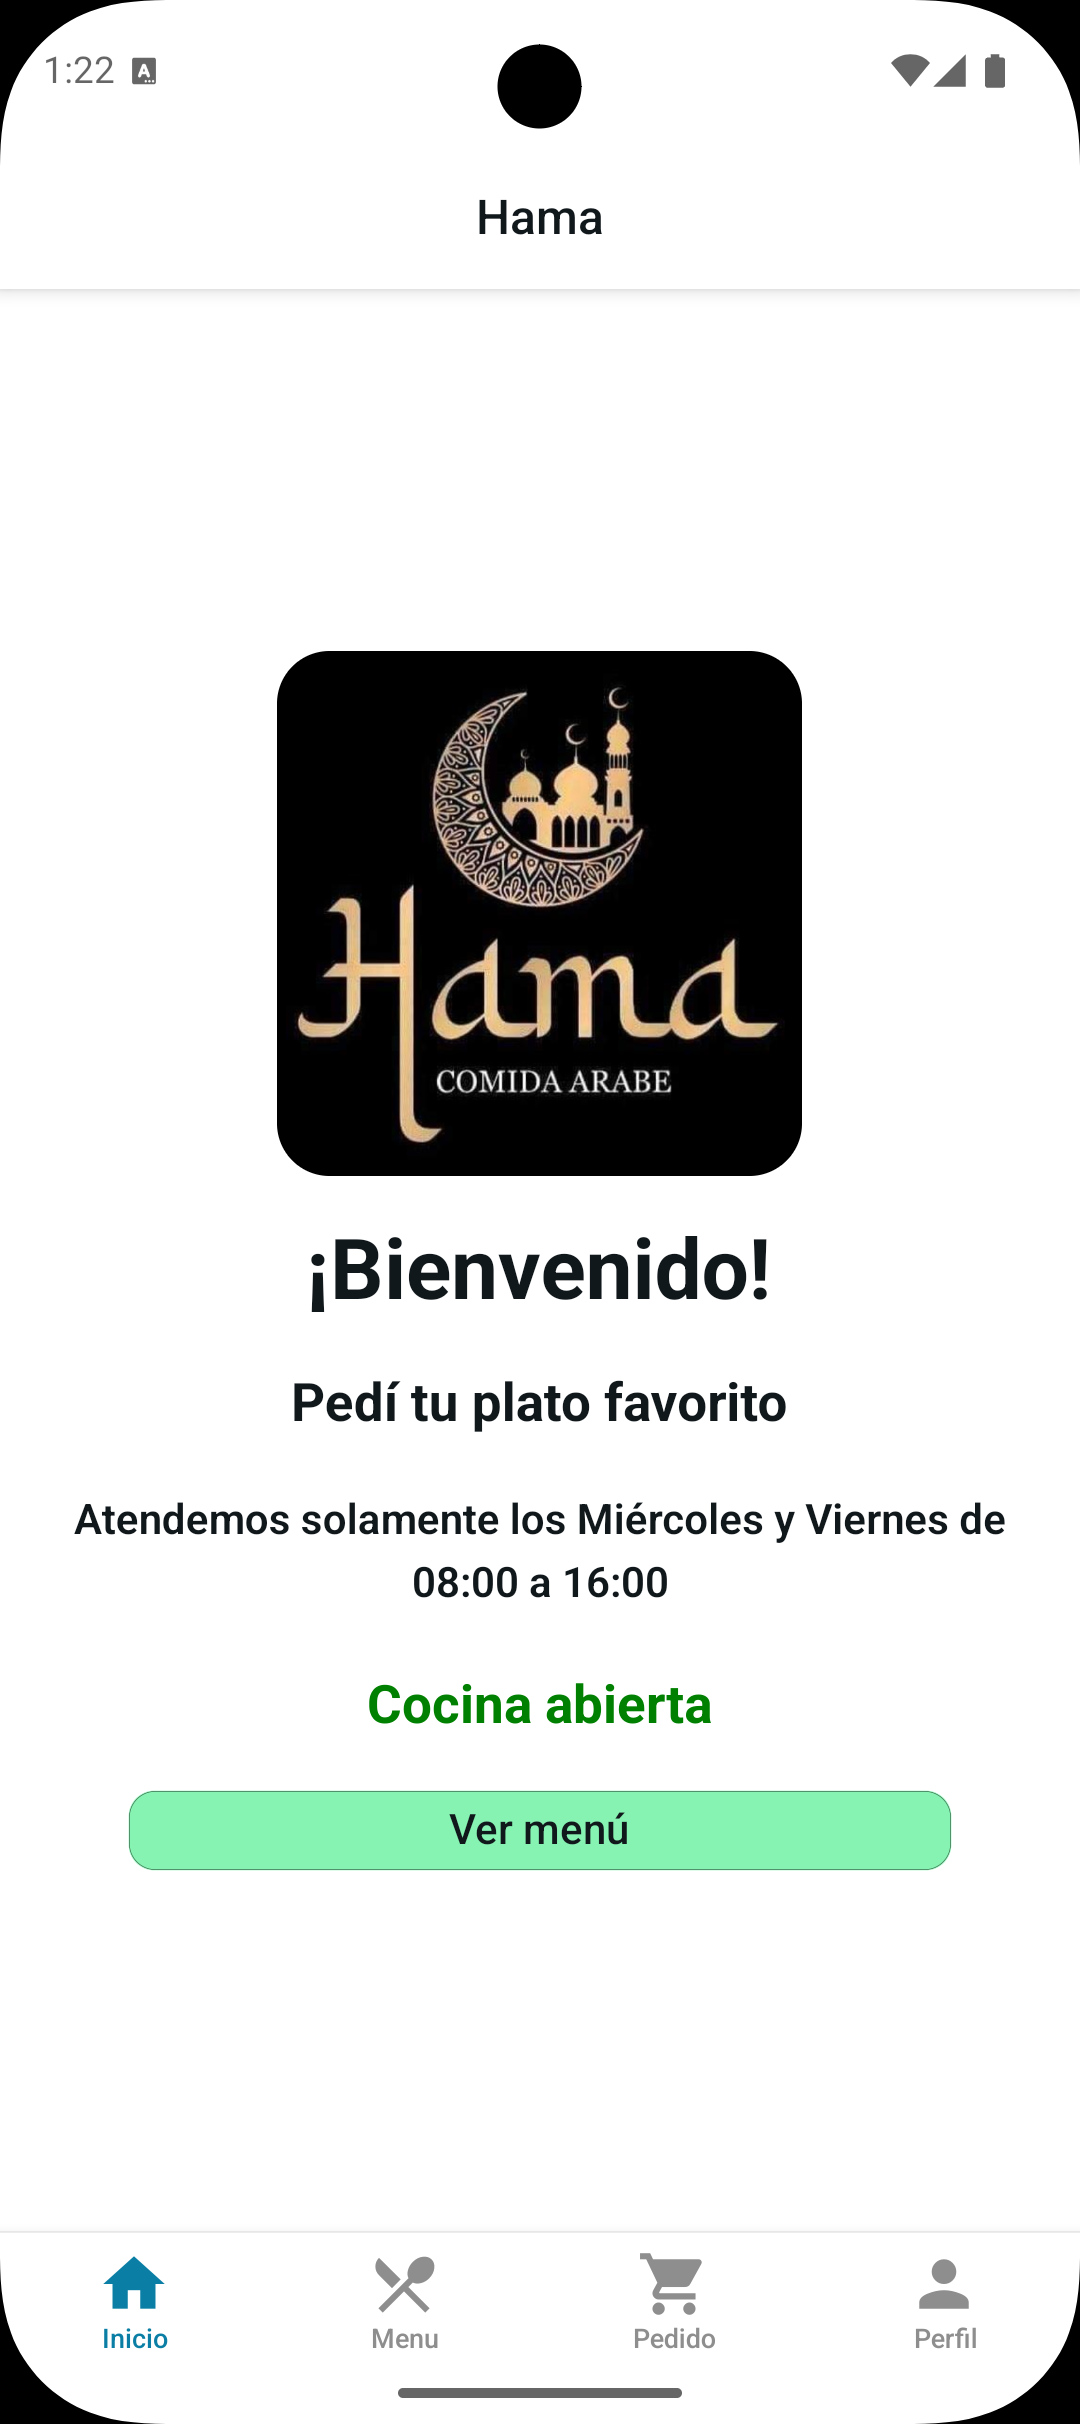 1:22
Hama
Hama
COMIDA ARABE
¡Bienvenido!
Pedí tu plato favorito
Atendemos solamente los Miércoles y Viernes de
08:00 a 16:00
Cocina abierta
Ver menú
Inicio
Menu
Pedido
Perfil